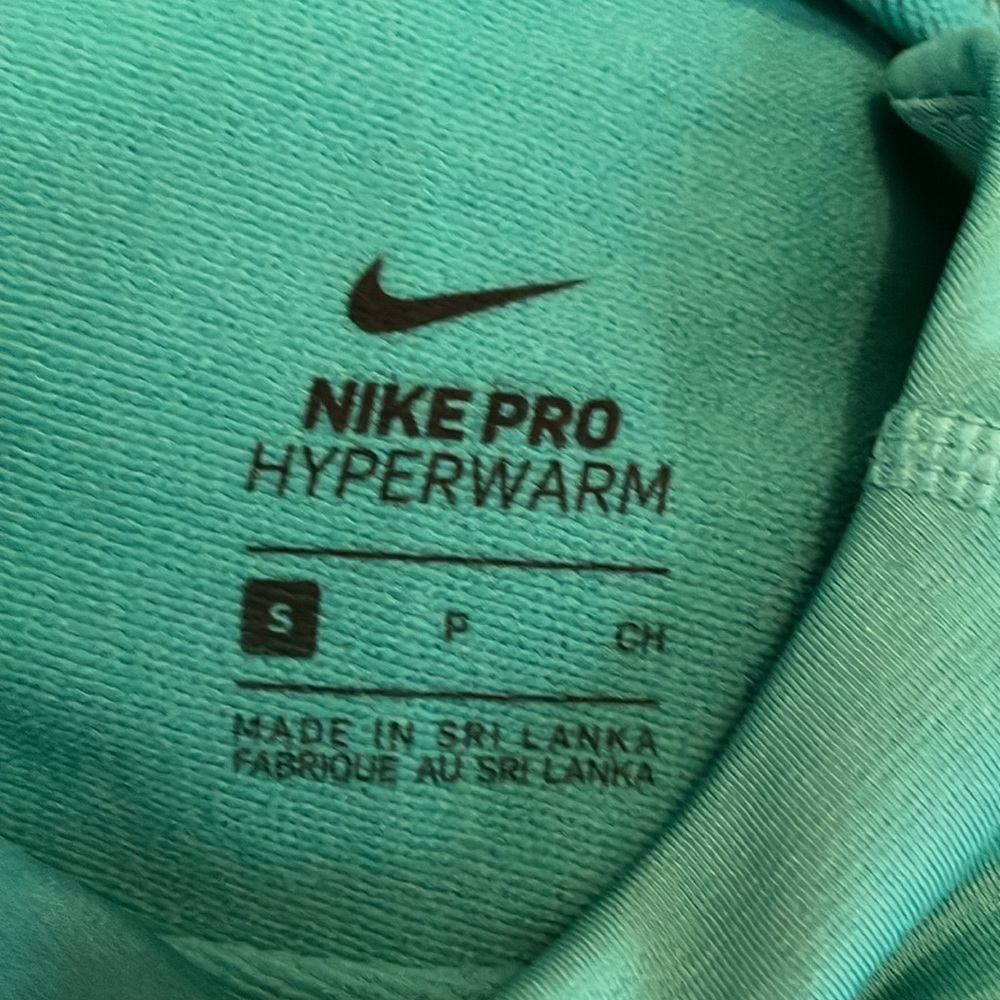 NIKE PRO
HYPERWARM
S P CH
MADE IN SRI LANKA
FABRIQUE AU SRI LANKA